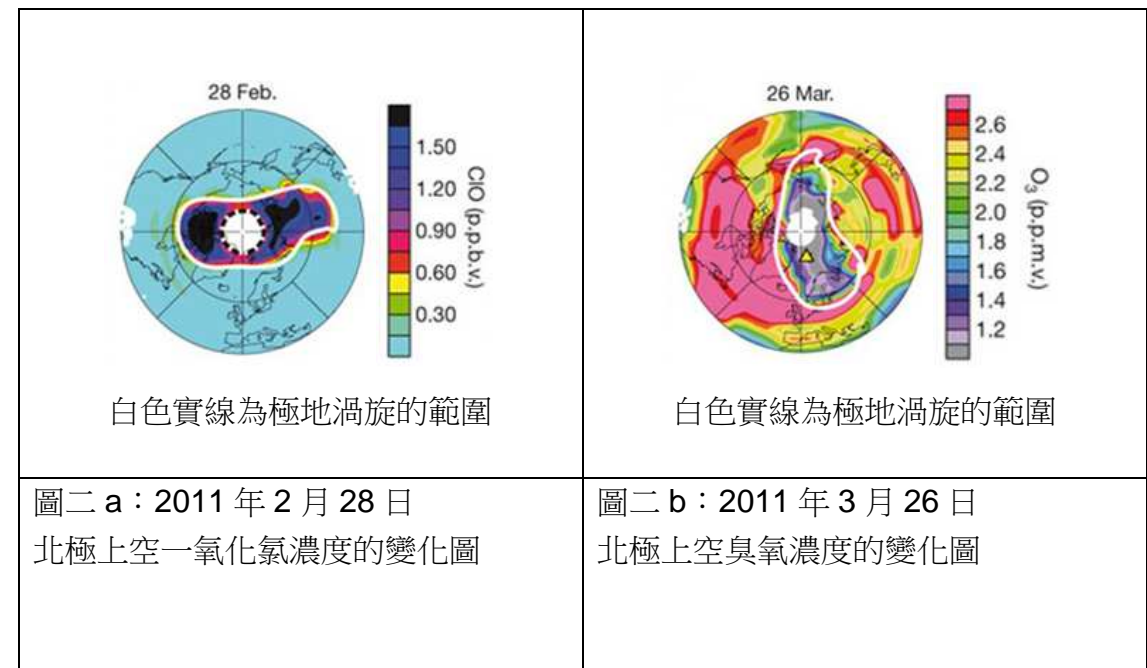 28 Feb.
1.50
1.20
0.90
0.60
0.30
ClO (p.p.b.v.)
白色實線為極地渦旋的範圍
圖二 a：2011 年 2 月 28 日
北極上空一氧化氯濃度的變化圖
26 Mar.
2.6
2.4
2.2
2.0
1.8
1.6
1.4
1.2
O₃ (p.p.m.v.)
白色實線為極地渦旋的範圍
圖二 b：2011 年 3 月 26 日
北極上空臭氧濃度的變化圖